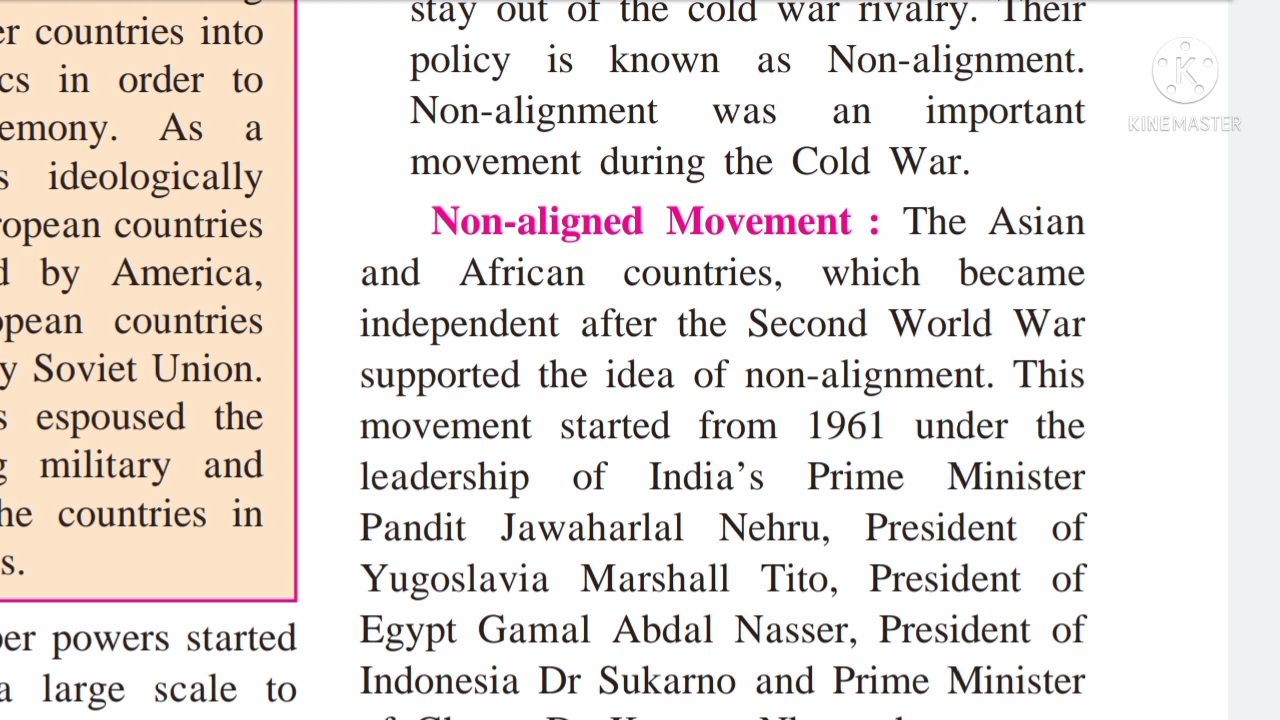 er countries into
cs in order to
emony. As a
s ideologically
ropean countries
d by America,
opean countries
y Soviet Union.
s espoused the
g military and
he countries in
s.
per powers started
a large scale to
stay out of the cold war rivalry. Their
policy is known as Non-alignment.
Non-alignment was an important
movement during the Cold War.
Non-aligned Movement : The Asian
and African countries, which became
independent after the Second World War
supported the idea of non-alignment. This
movement started from 1961 under the
leadership of India’s Prime Minister
Pandit Jawaharlal Nehru, President of
Yugoslavia Marshall Tito, President of
Egypt Gamal Abdal Nasser, President of
Indonesia Dr Sukarno and Prime Minister
K
KINEMASTER